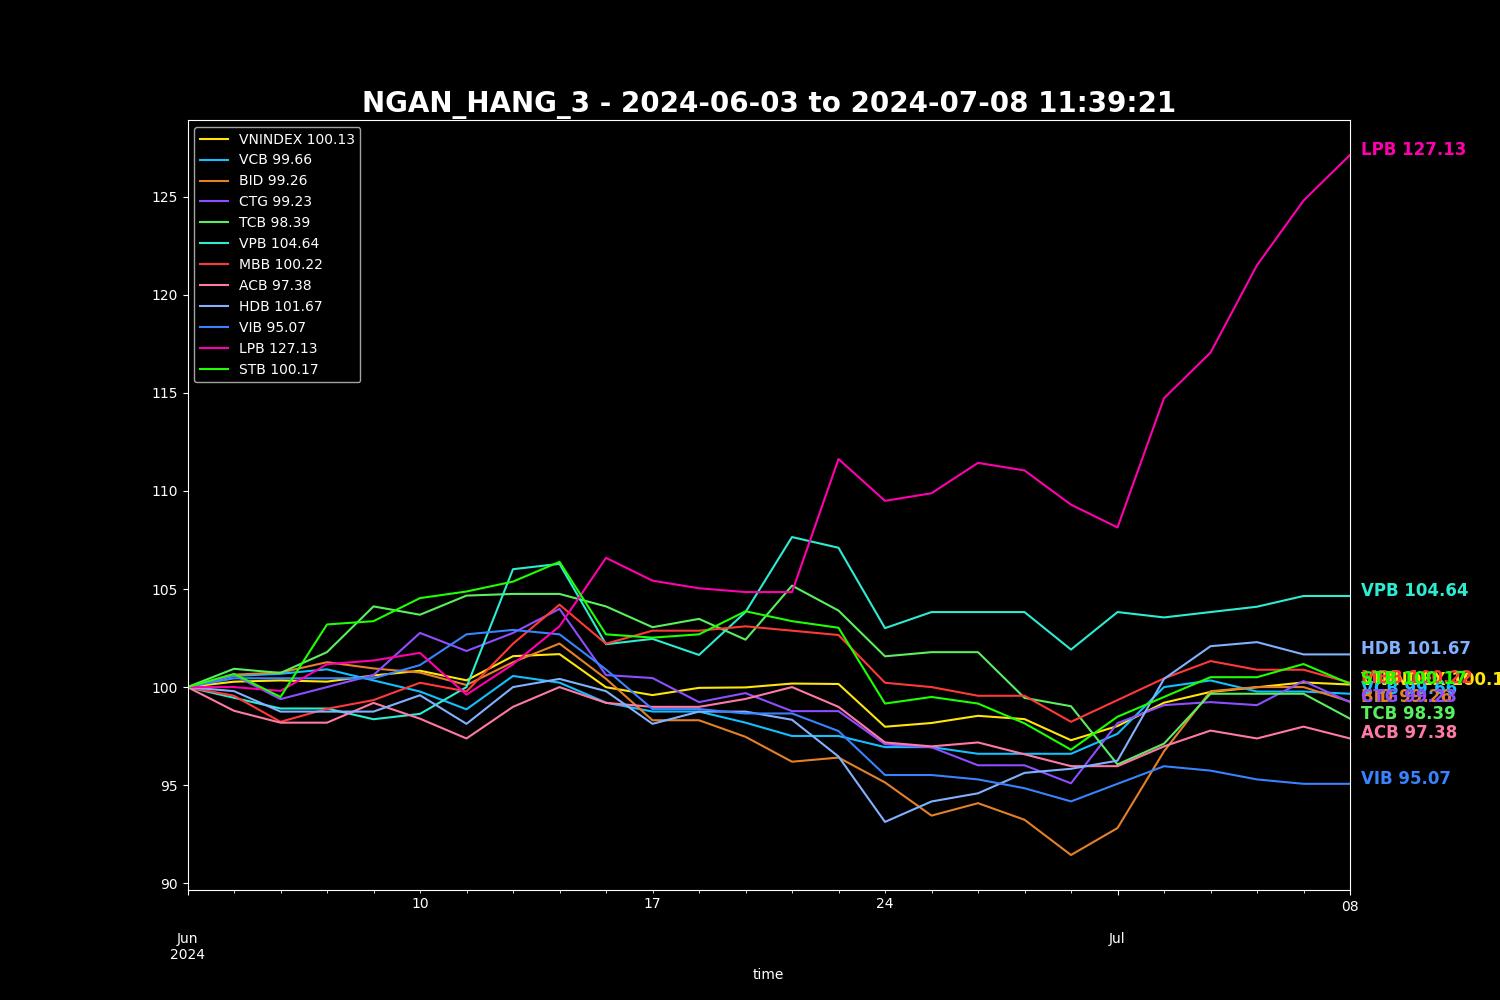 NGAN_HANG_3 - 2024-06-03 to 2024-07-08 11:39:21
VNINDEX 100.13
VCB 99.66
BID 99.26
CTG 99.23
TCB 98.39
VPB 104.64
MBB 100.22
ACB 97.38
HDB 101.67
VIB 95.07
LPB 127.13
STB 100.17
125
120
115
110
105
100
95
90
LPB 127.13
VPB 104.64
HDB 101.67
TCB 98.39
ACB 97.38
VIB 95.07
10
17
24
08
Jun
2024
Jul
time